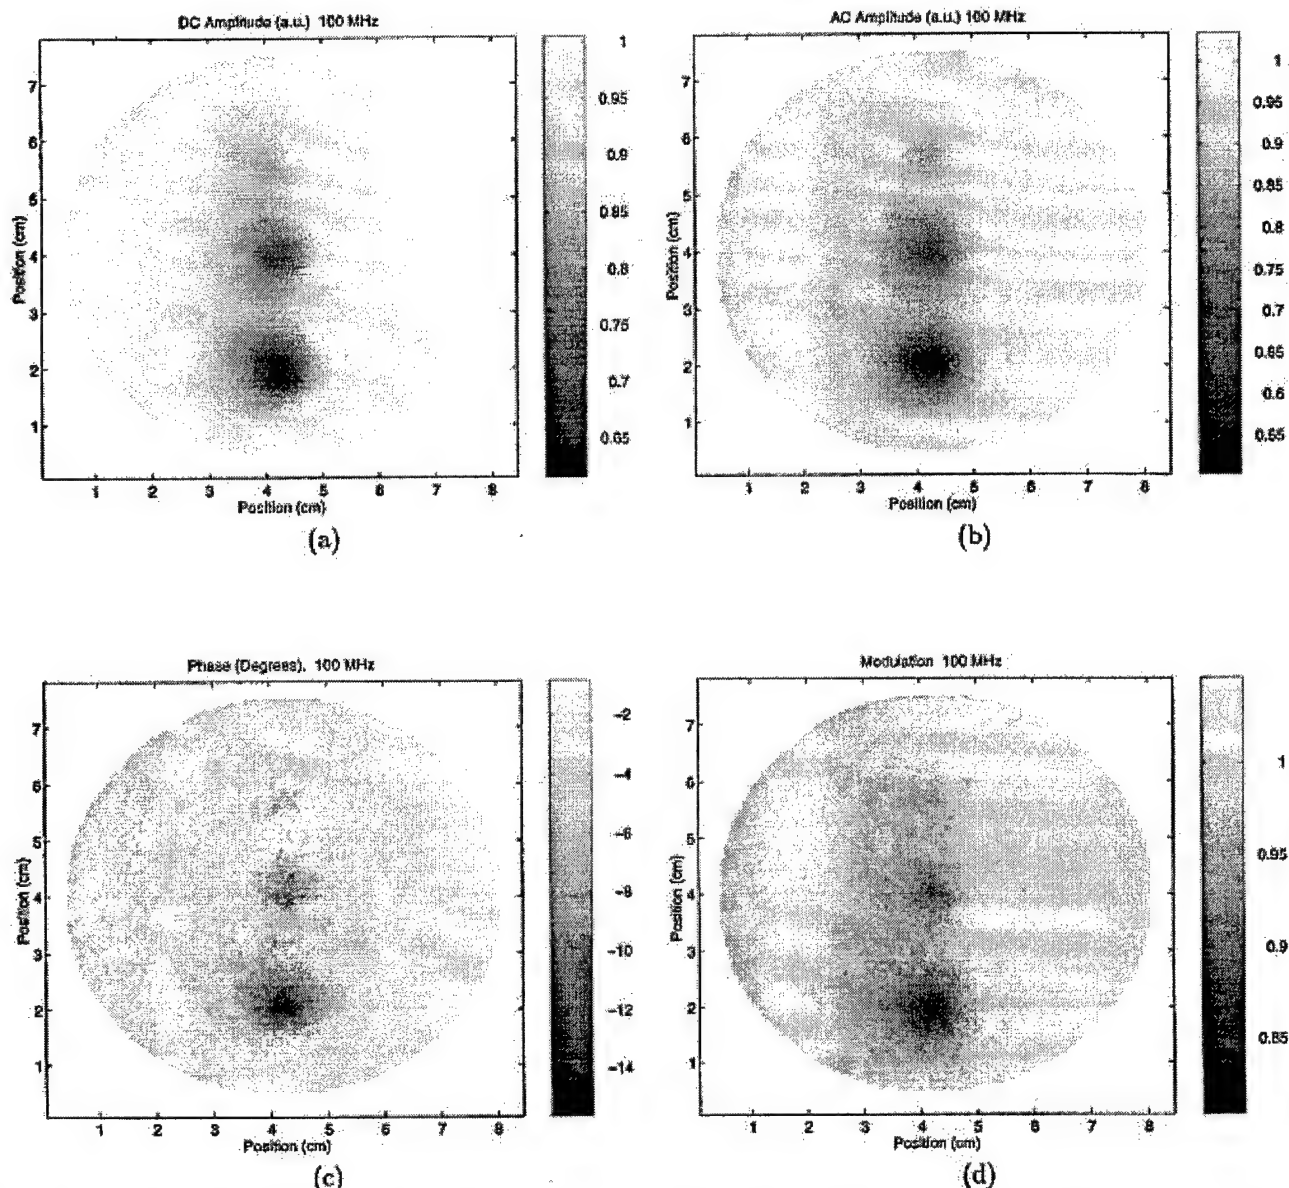 DC Amplitude (a.u.) 100 MHz
7
6
5
4
3
2
1
Position (cm)
1 2 3 4 5 6 7 8
Position (cm)
1
0.95
0.9
0.85
0.8
0.75
0.7
0.65
(a)
AC Amplitude (a.u.) 100 MHz
7
6
5
4
3
2
1
Position (cm)
1 2 3 4 5 6 7 8
Position (cm)
1
0.95
0.9
0.85
0.8
0.75
0.7
0.65
0.6
0.55
(b)
Phase (Degrees), 100 MHz
7
6
5
4
3
2
1
Position (cm)
1 2 3 4 5 6 7 8
Position (cm)
-2
-4
-6
-8
-10
-12
-14
(c)
Modulation 100 MHz
7
6
5
4
3
2
1
Position (cm)
1 2 3 4 5 6 7 8
Position (cm)
1
0.95
0.9
0.85
(d)